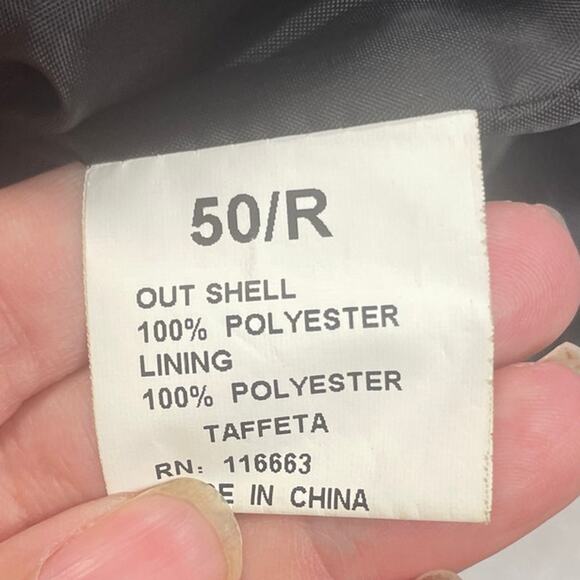 50/R
OUT SHELL
100% POLYESTER
LINING
100% POLYESTER
TAFFETA
RN: 116663
IN CHINA